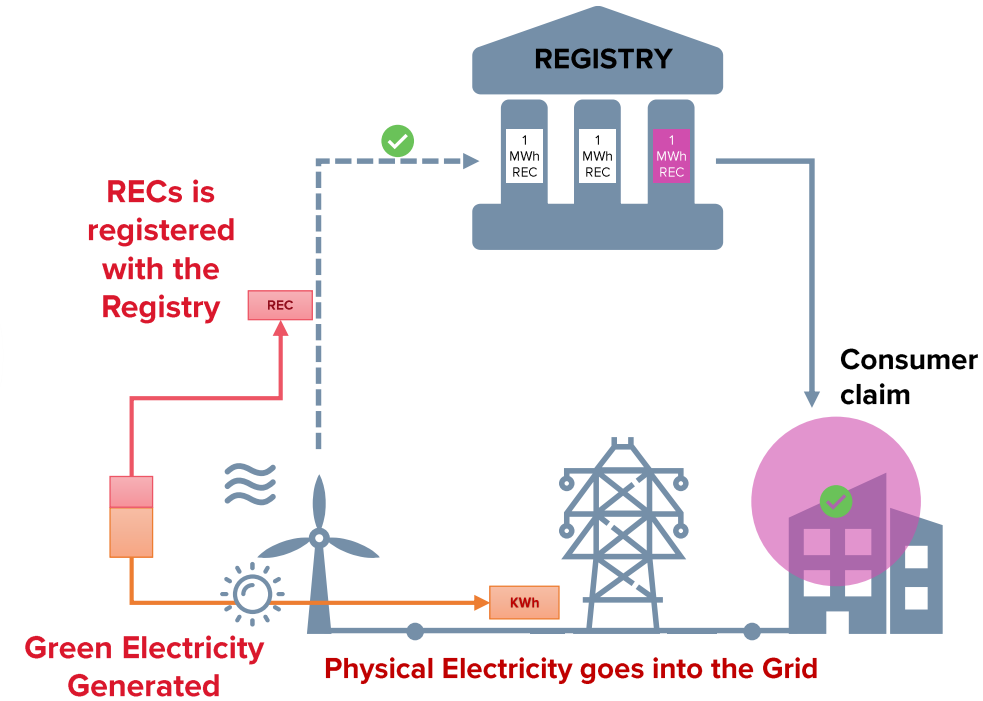 REGISTRY
1
MWh
REC
1
MWh
REC
1
MWh
REC
RECs is
registered
with the
Registry
REC
Consumer
claim
KWh
Green Electricity
Generated
Physical Electricity goes into the Grid